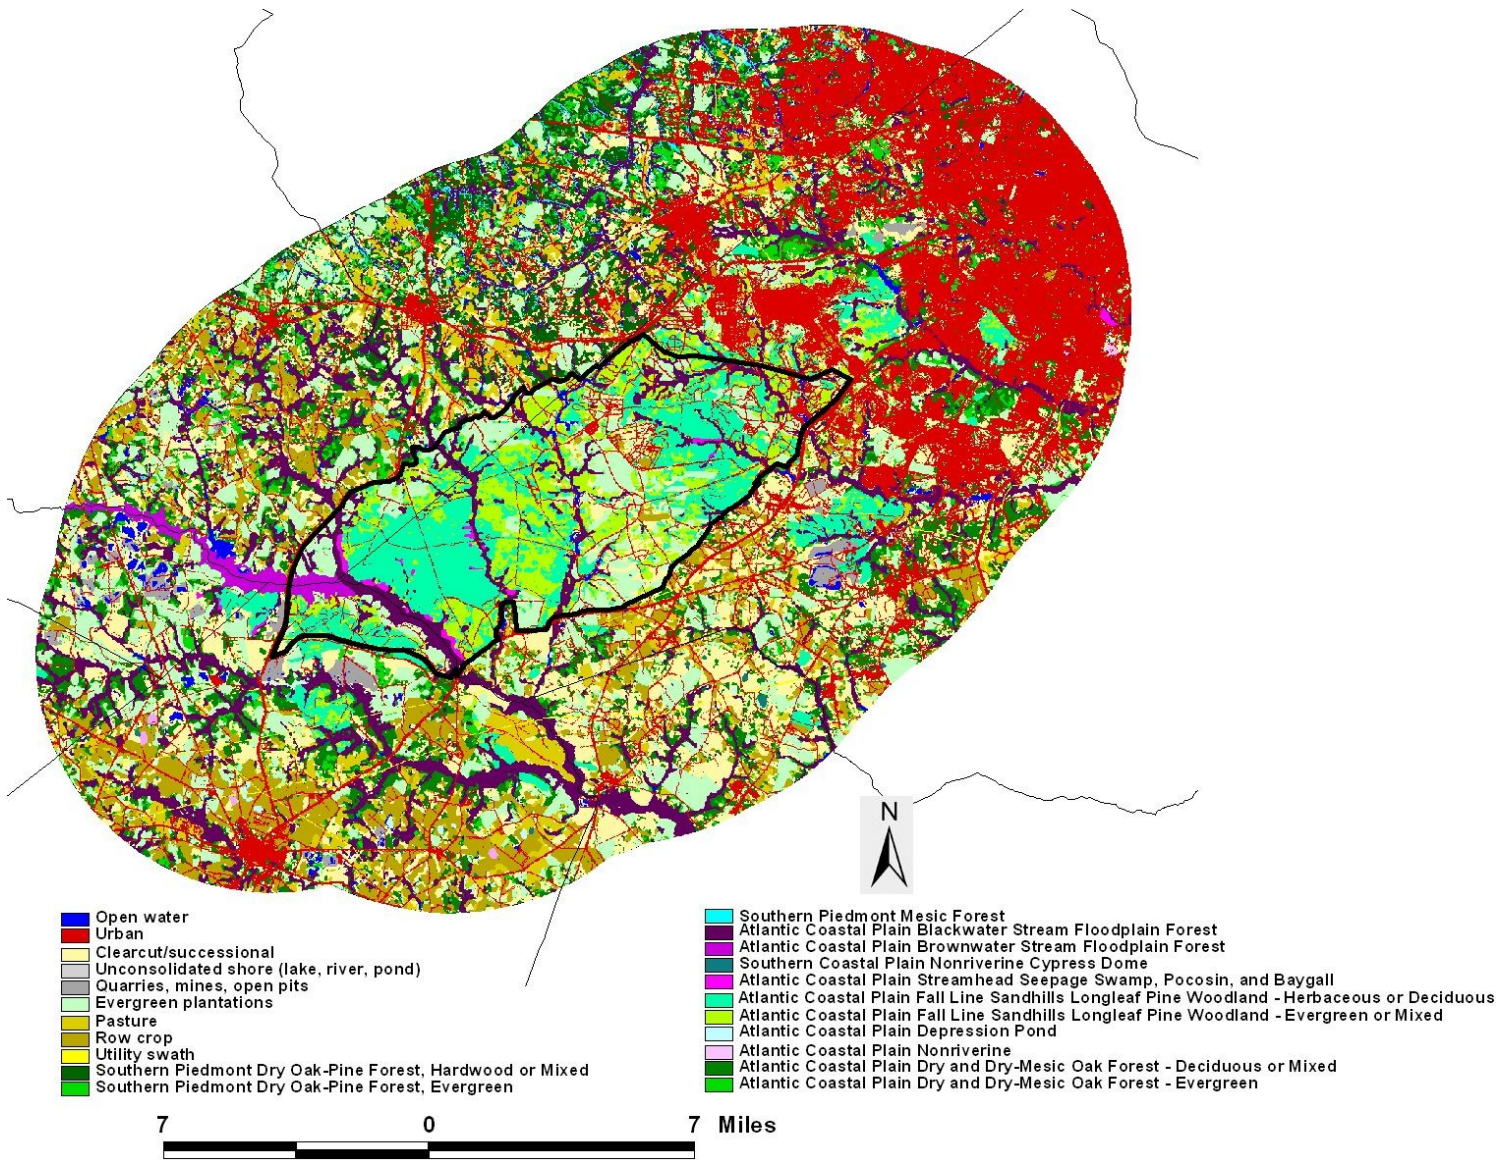 N
Open water
Urban
Clearcut/successional
Unconsolidated shore (lake, river, pond)
Quarries, mines, open pits
Evergreen plantations
Pasture
Row crop
Utility swath
Southern Piedmont Dry Oak-Pine Forest, Hardwood or Mixed
Southern Piedmont Dry Oak-Pine Forest, Evergreen
Southern Piedmont Mesic Forest
Atlantic Coastal Plain Blackwater Stream Floodplain Forest
Atlantic Coastal Plain Brownwater Stream Floodplain Forest
Southern Coastal Plain Nonriverine Cypress Dome
Atlantic Coastal Plain Streamhead Seepage Swamp, Pocosin, and Baygall
Atlantic Coastal Plain Fall Line Sandhills Longleaf Pine Woodland - Herbaceous or Deciduous
Atlantic Coastal Plain Fall Line Sandhills Longleaf Pine Woodland - Evergreen or Mixed
Atlantic Coastal Plain Depression Pond
Atlantic Coastal Plain Nonriverine
Atlantic Coastal Plain Dry and Dry-Mesic Oak Forest - Deciduous or Mixed
Atlantic Coastal Plain Dry and Dry-Mesic Oak Forest - Evergreen
7 0 7 Miles